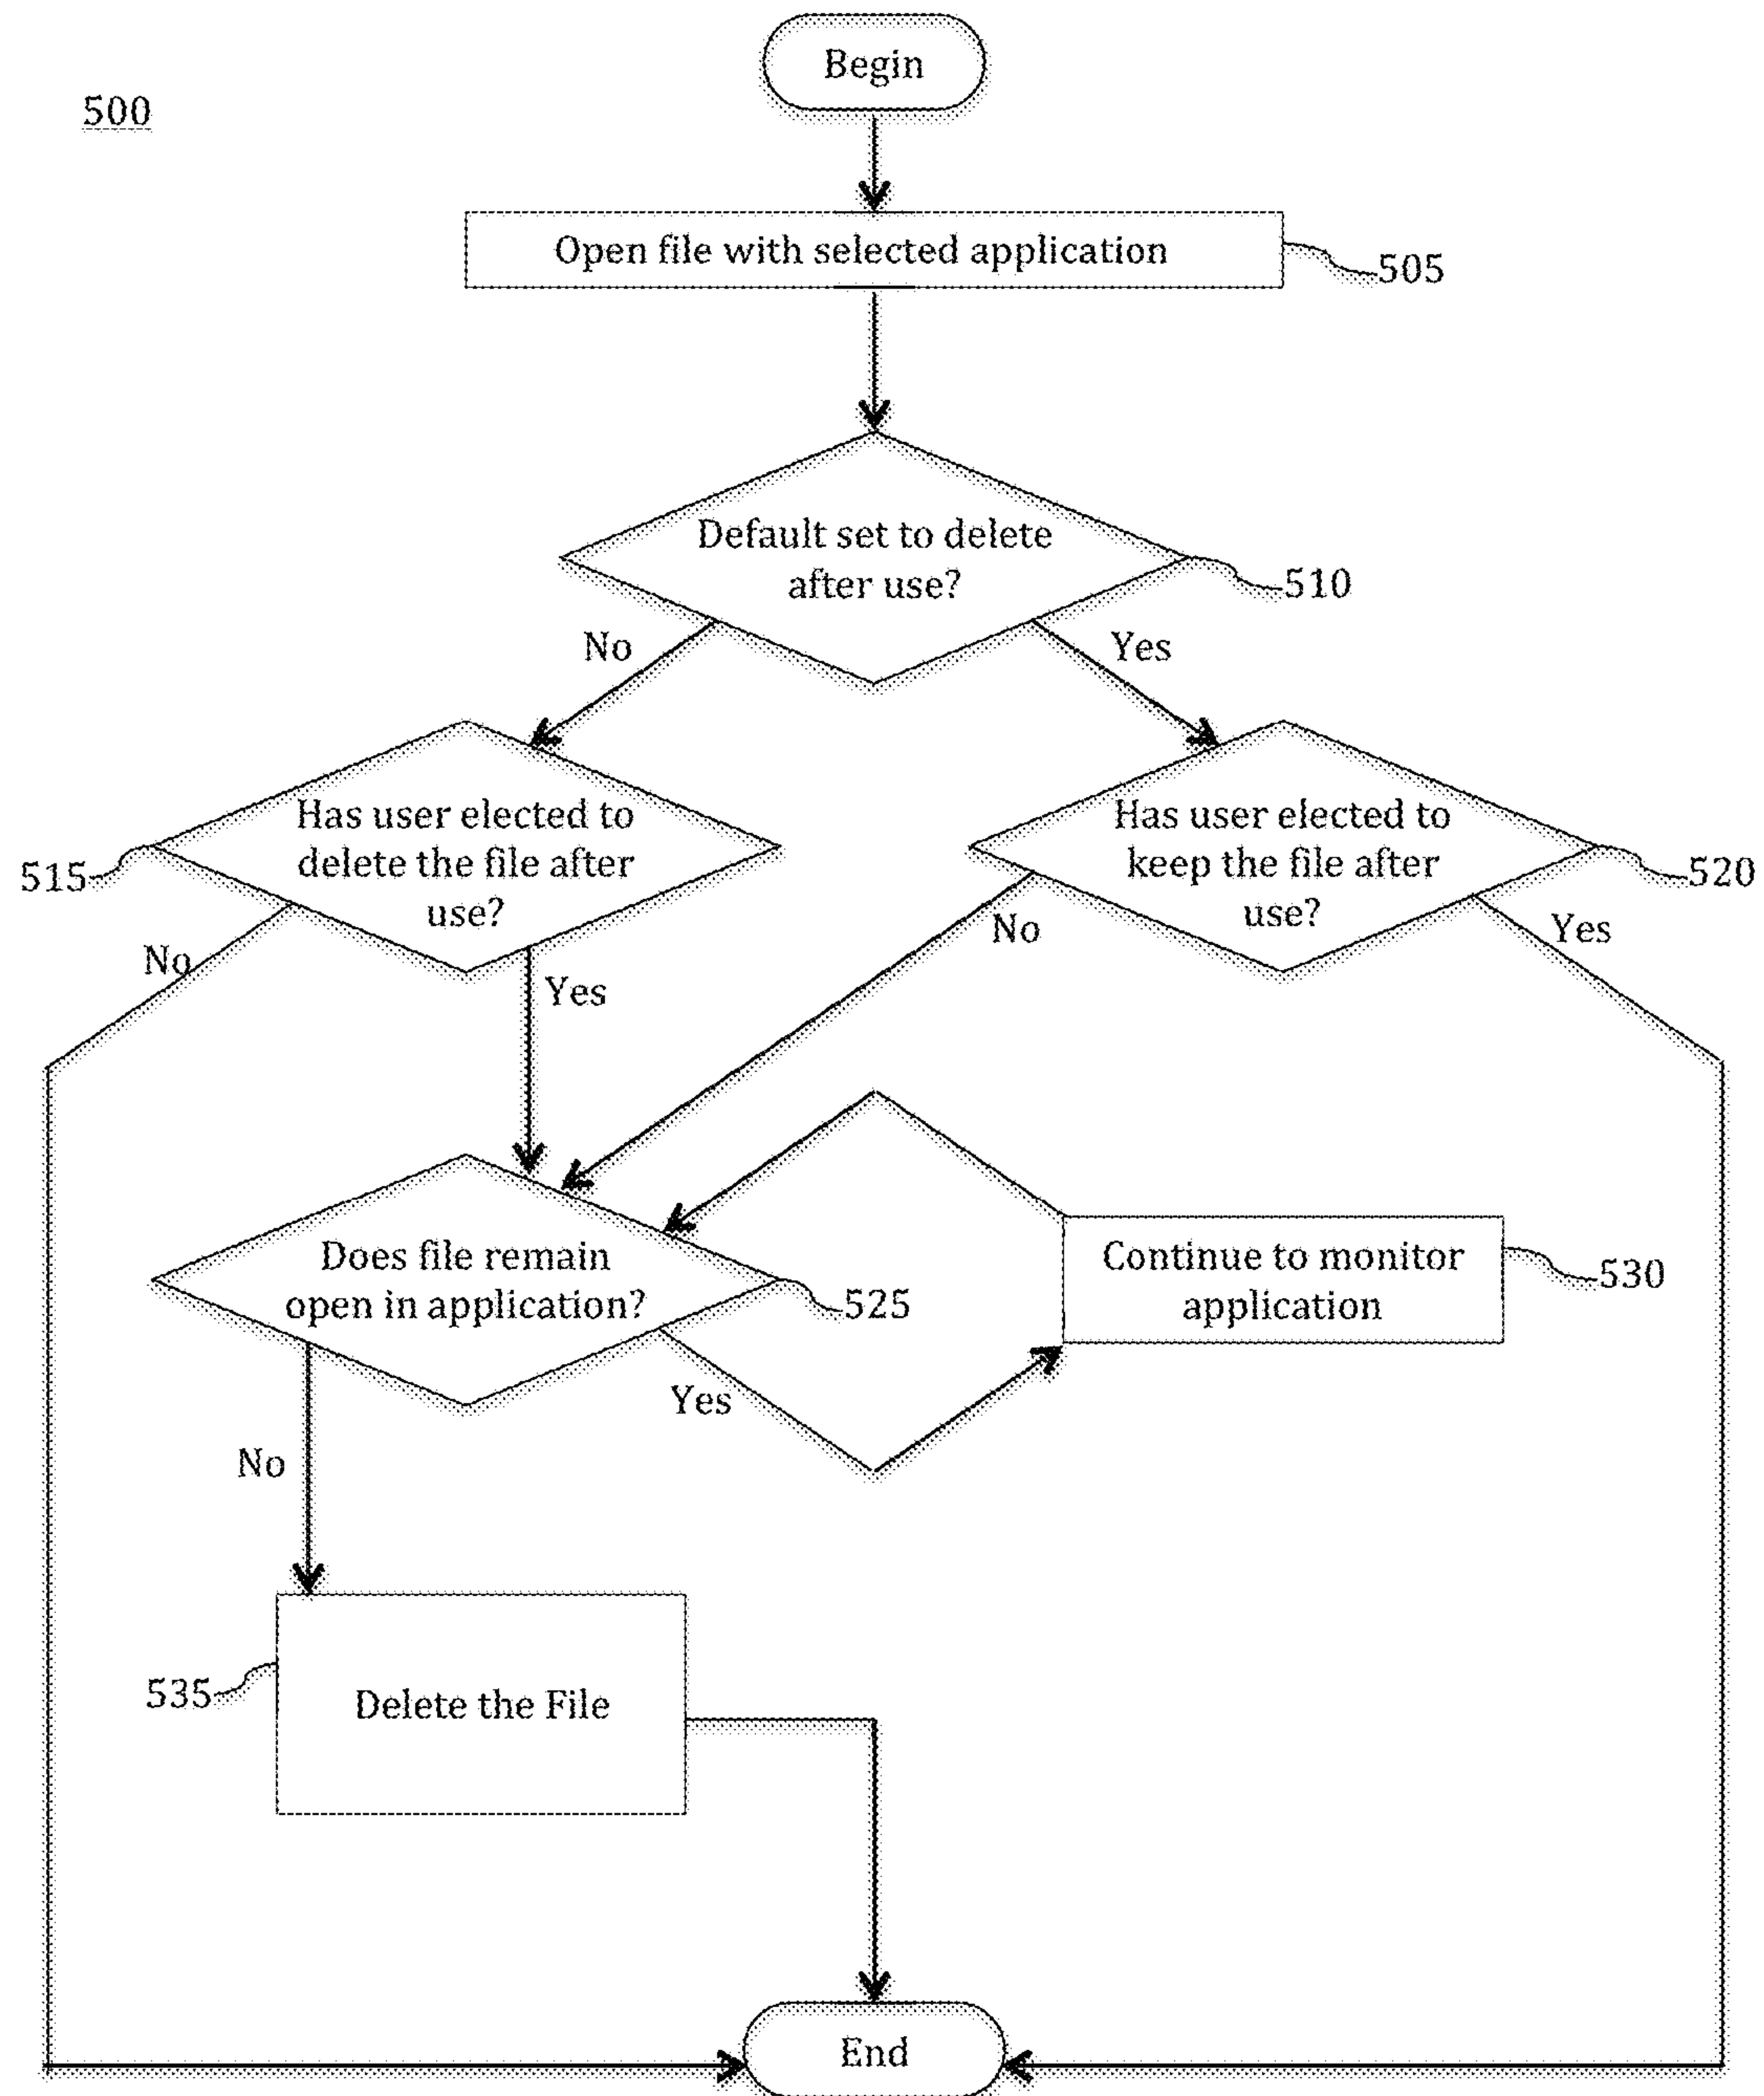 Begin
500
Open file with selected application
505
Default set to delete
after use?
510
No
Yes
Has user elected to
delete the file after
use?
515
Has user elected to
keep the file after
use?
520
No
Yes
No
Yes
Does file remain
open in application?
525
Continue to monitor
application
530
Yes
No
Delete the File
535
End